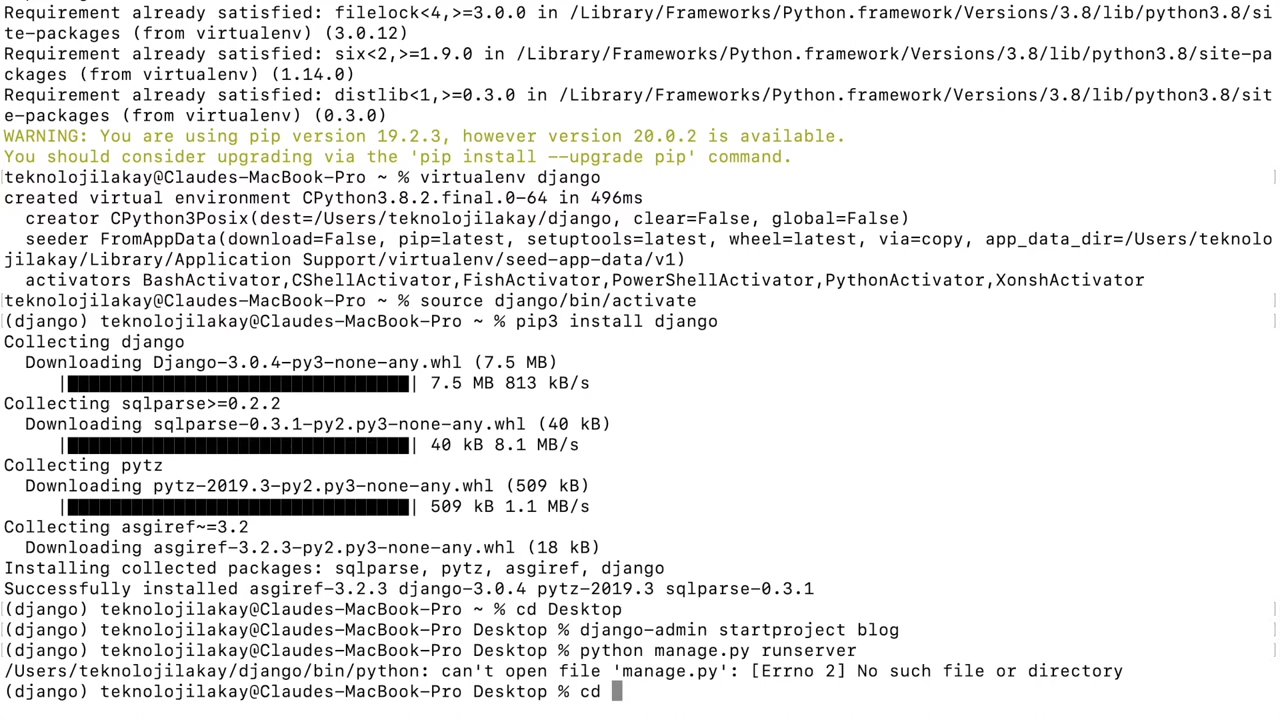 Requirement already satisfied: filelock<4,>=3.0.0 in /Library/Frameworks/Python.framework/Versions/3.8/lib/python3.8/si
te-packages (from virtualenv) (3.0.12)
Requirement already satisfied: six<2,>=1.9.0 in /Library/Frameworks/Python.framework/Versions/3.8/lib/python3.8/site-pa
ckages (from virtualenv) (1.14.0)
Requirement already satisfied: distlib<1,>=0.3.0 in /Library/Frameworks/Python.framework/Versions/3.8/lib/python3.8/sit
e-packages (from virtualenv) (0.3.0)
WARNING: You are using pip version 19.2.3, however version 20.0.2 is available.
You should consider upgrading via the 'pip install --upgrade pip' command.
teknolojilakay@Claudes-MacBook-Pro ~ % virtualenv django
created virtual environment CPython3.8.2.final.0-64 in 496ms
  creator CPython3Posix(dest=/Users/teknolojilakay/django, clear=False, global=False)
  seeder FromAppData(download=False, pip=latest, setuptools=latest, wheel=latest, via=copy, app_data_dir=/Users/teknolo
jilakay/Library/Application Support/virtualenv/seed-app-data/v1)
  activators BashActivator,CShellActivator,FishActivator,PowerShellActivator,PythonActivator,XonshActivator
teknolojilakay@Claudes-MacBook-Pro ~ % source django/bin/activate
(django) teknolojilakay@Claudes-MacBook-Pro ~ % pip3 install django
Collecting django
  Downloading Django-3.0.4-py3-none-any.whl (7.5 MB)
     |████████████████████████████████| 7.5 MB 813 kB/s
Collecting sqlparse>=0.2.2
  Downloading sqlparse-0.3.1-py2.py3-none-any.whl (40 kB)
     |████████████████████████████████| 40 kB 8.1 MB/s
Collecting pytz
  Downloading pytz-2019.3-py2.py3-none-any.whl (509 kB)
     |████████████████████████████████| 509 kB 1.1 MB/s
Collecting asgiref~=3.2
  Downloading asgiref-3.2.3-py2.py3-none-any.whl (18 kB)
Installing collected packages: sqlparse, pytz, asgiref, django
Successfully installed asgiref-3.2.3 django-3.0.4 pytz-2019.3 sqlparse-0.3.1
(django) teknolojilakay@Claudes-MacBook-Pro ~ % cd Desktop
(django) teknolojilakay@Claudes-MacBook-Pro Desktop % django-admin startproject blog
(django) teknolojilakay@Claudes-MacBook-Pro Desktop % python manage.py runserver
/Users/teknolojilakay/django/bin/python: can't open file 'manage.py': [Errno 2] No such file or directory
(django) teknolojilakay@Claudes-MacBook-Pro Desktop % cd